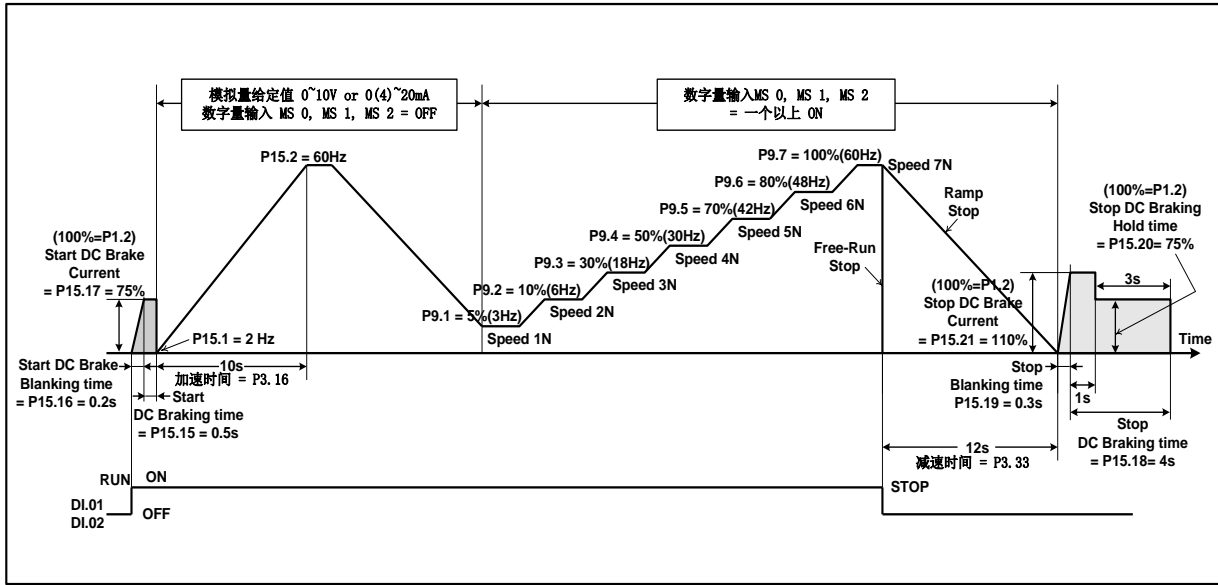 模拟量给定值 0~10V or 0(4)~20mA
数字量输入 MS 0, MS 1, MS 2 = OFF
数字量输入MS 0, MS 1, MS 2
= 一个以上 ON
P15.2 = 60Hz
P9.7 = 100%(60Hz)
Speed 7N
P9.6 = 80%(48Hz)
Speed 6N
P9.5 = 70%(42Hz)
Speed 5N
P9.4 = 50%(30Hz)
Speed 4N
P9.3 = 30%(18Hz)
Speed 3N
P9.2 = 10%(6Hz)
Speed 2N
P9.1 = 5%(3Hz)
Speed 1N
Ramp
Stop
Free-Run
Stop
(100%=P1.2)
Start DC Brake
Current
= P15.17 = 75%
(100%=P1.2)
Stop DC Braking
Hold time
= P15.20= 75%
(100%=P1.2)
Stop DC Brake
Current
= P15.21 = 110%
3s
P15.1 = 2 Hz
Time
Start DC Brake
Blanking time
= P15.16 = 0.2s
10s
加速时间 = P3.16
Start
DC Braking time
= P15.15 = 0.5s
Stop
Blanking time
P15.19 = 0.3s
1s
Stop
DC Braking time
= P15.18= 4s
12s
减速时间 = P3.33
RUN
ON
STOP
DI.01
DI.02
OFF